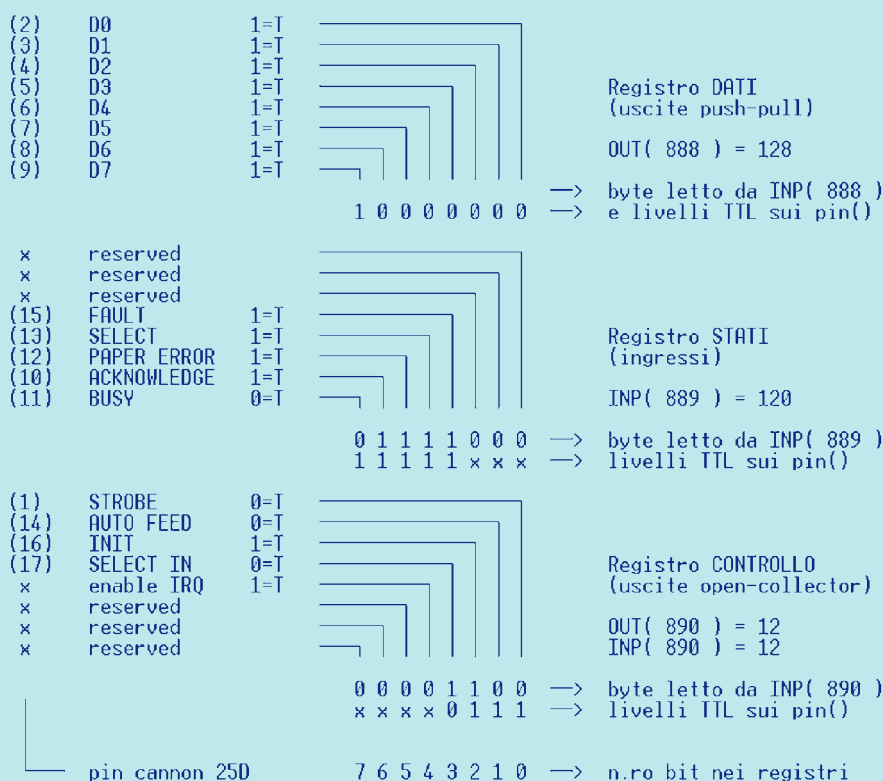 (2) D0 1=T
(3) D1 1=T
(4) D2 1=T
(5) D3 1=T Registro DATI
(6) D4 1=T (uscite push-pull)
(7) D5 1=T
(8) D6 1=T OUT( 888 ) = 128
(9) D7 1=T
—> byte letto da INP( 888 )
1 0 0 0 0 0 0 0 —> e livelli TTL sui pin()
x reserved
x reserved
x reserved
(15) FAULT 1=T
(13) SELECT 1=T Registro STATI
(12) PAPER ERROR 1=T (ingressi)
(10) ACKNOWLEDGE 1=T
(11) BUSY 0=T INP( 889 ) = 120
0 1 1 1 1 0 0 0 —> byte letto da INP( 889 )
1 1 1 1 1 x x x —> livelli TTL sui pin()
(1) STROBE 0=T
(14) AUTO FEED 0=T
(16) INIT 1=T
(17) SELECT IN 0=T Registro CONTROLLO
x enable IRQ 1=T (uscite open-collector)
x reserved
x reserved OUT( 890 ) = 12
x reserved INP( 890 ) = 12
0 0 0 0 1 1 0 0 —> byte letto da INP( 890 )
x x x x 0 1 1 1 —> livelli TTL sui pin()
pin cannon 25D 7 6 5 4 3 2 1 0 —> n.ro bit nei registri